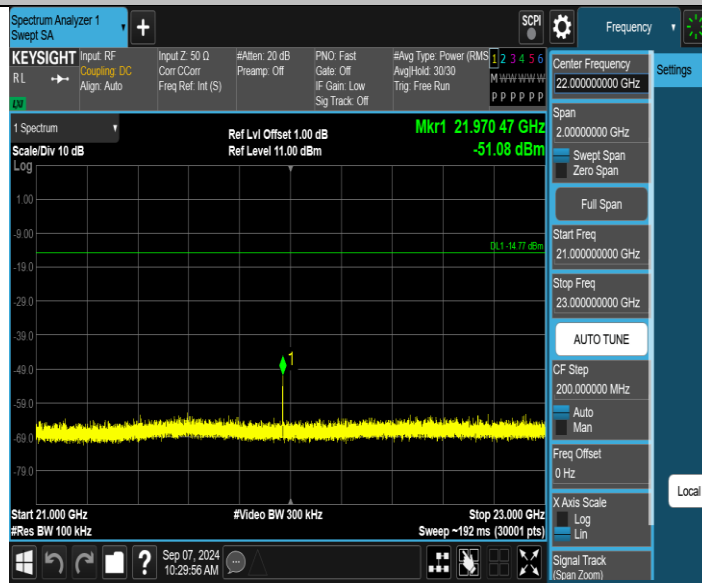 Spectrum Analyzer 1
Swept SA
+
SCPI
Frequency
KEYSIGHT
RL
LXI
Input: RF
Coupling: DC
Align: Auto
Input Z: 50 Ω
Corr CCorr
Freq Ref: Int (S)
#Atten: 20 dB
Preamp: Off
PNO: Fast
Gate: Off
IF Gain: Low
Sig Track: Off
#Avg Type: Power (RMS
Avg|Hold: 30/30
Trig: Free Run
1 2 3 4 5 6
M W W W W W
P P P P P P
1 Spectrum
Scale/Div 10 dB
Log
Ref Lvl Offset 1.00 dB
Ref Level 11.00 dBm
Mkr1 21.970 47 GHz
-51.08 dBm
1.00
-9.00
-19.0
-29.0
-39.0
-49.0
-59.0
-69.0
-79.0
DL1 -14.77 dBm
1
Start 21.000 GHz
#Res BW 100 kHz
#Video BW 300 kHz
Stop 23.000 GHz
Sweep ~192 ms (30001 pts)
?
Sep 07, 2024
10:29:56 AM
Center Frequency
22.00000000 GHz
Settings
Span
2.00000000 GHz
Swept Span
Zero Span
Full Span
Start Freq
21.000000000 GHz
Stop Freq
23.000000000 GHz
AUTO TUNE
CF Step
200.000000 MHz
Auto
Man
Freq Offset
0 Hz
X Axis Scale
Log
Lin
Signal Track
(Span Zoom)
Local